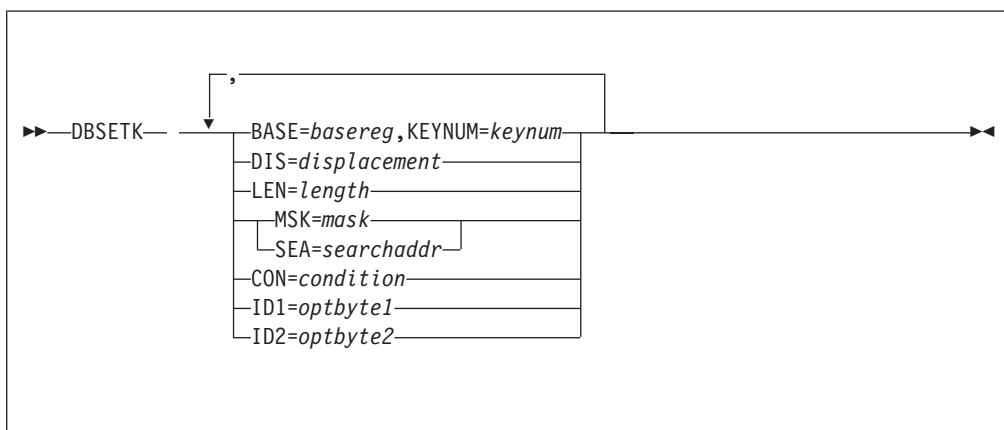 ,
DBSETK BASE=basereg,KEYNUM=keynum
DIS=displacement
LEN=length
MSK=mask
SEA=searchaddr
CON=condition
ID1=optbyte1
ID2=optbyte2